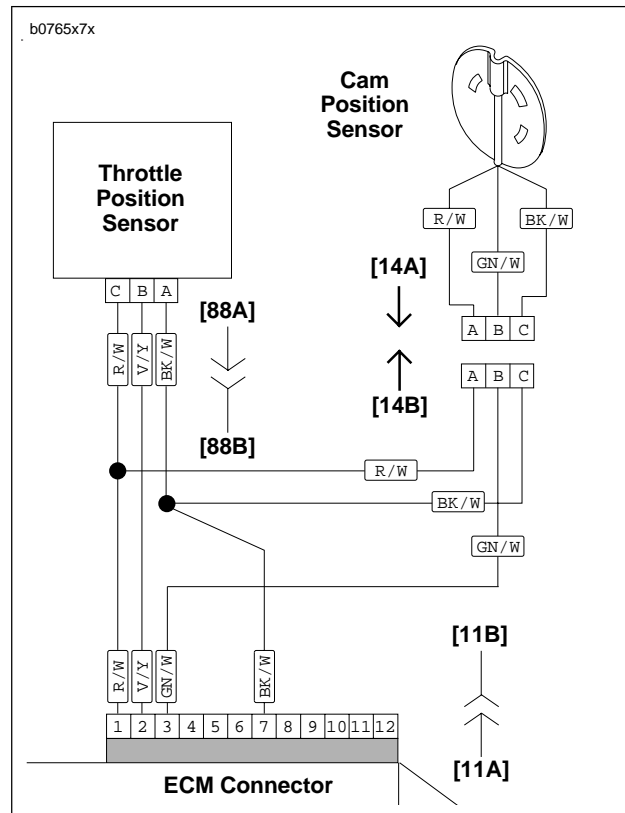 b0765x7x
Cam
Position
Sensor
Throttle
Position
Sensor
R/W
BK/W
GN/W
[14A]
C B A
[88A]
A B C
R/W
V/Y
BK/W
[14B]
A B C
[88B]
R/W
BK/W
GN/W
[11B]
R/W
V/Y
GN/W
BK/W
1 2 3 4 5 6 7 8 9 10 11 12
[11A]
ECM Connector